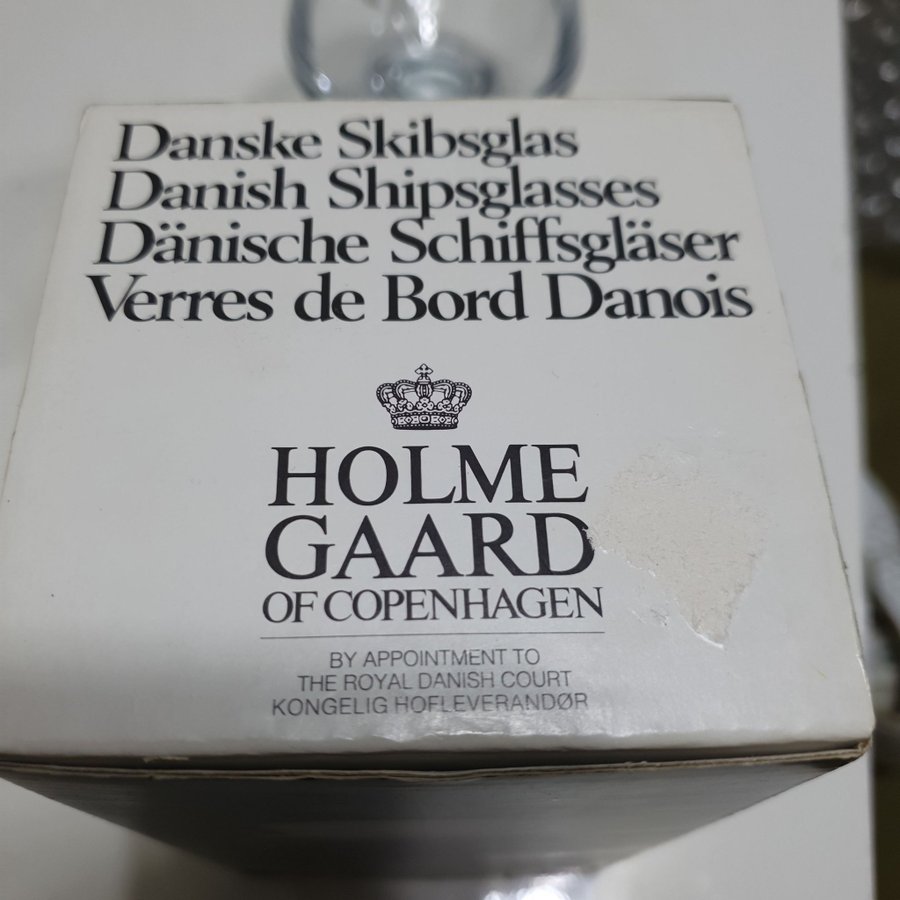 Danske Skibsglas
Danish Shipsglasses
Dänische Schiffsgläser
Verres de Bord Danois
HOLME
GAARD
OF COPENHAGEN
BY APPOINTMENT TO
THE ROYAL DANISH COURT
KONGELIG HOFLEVERANDØR